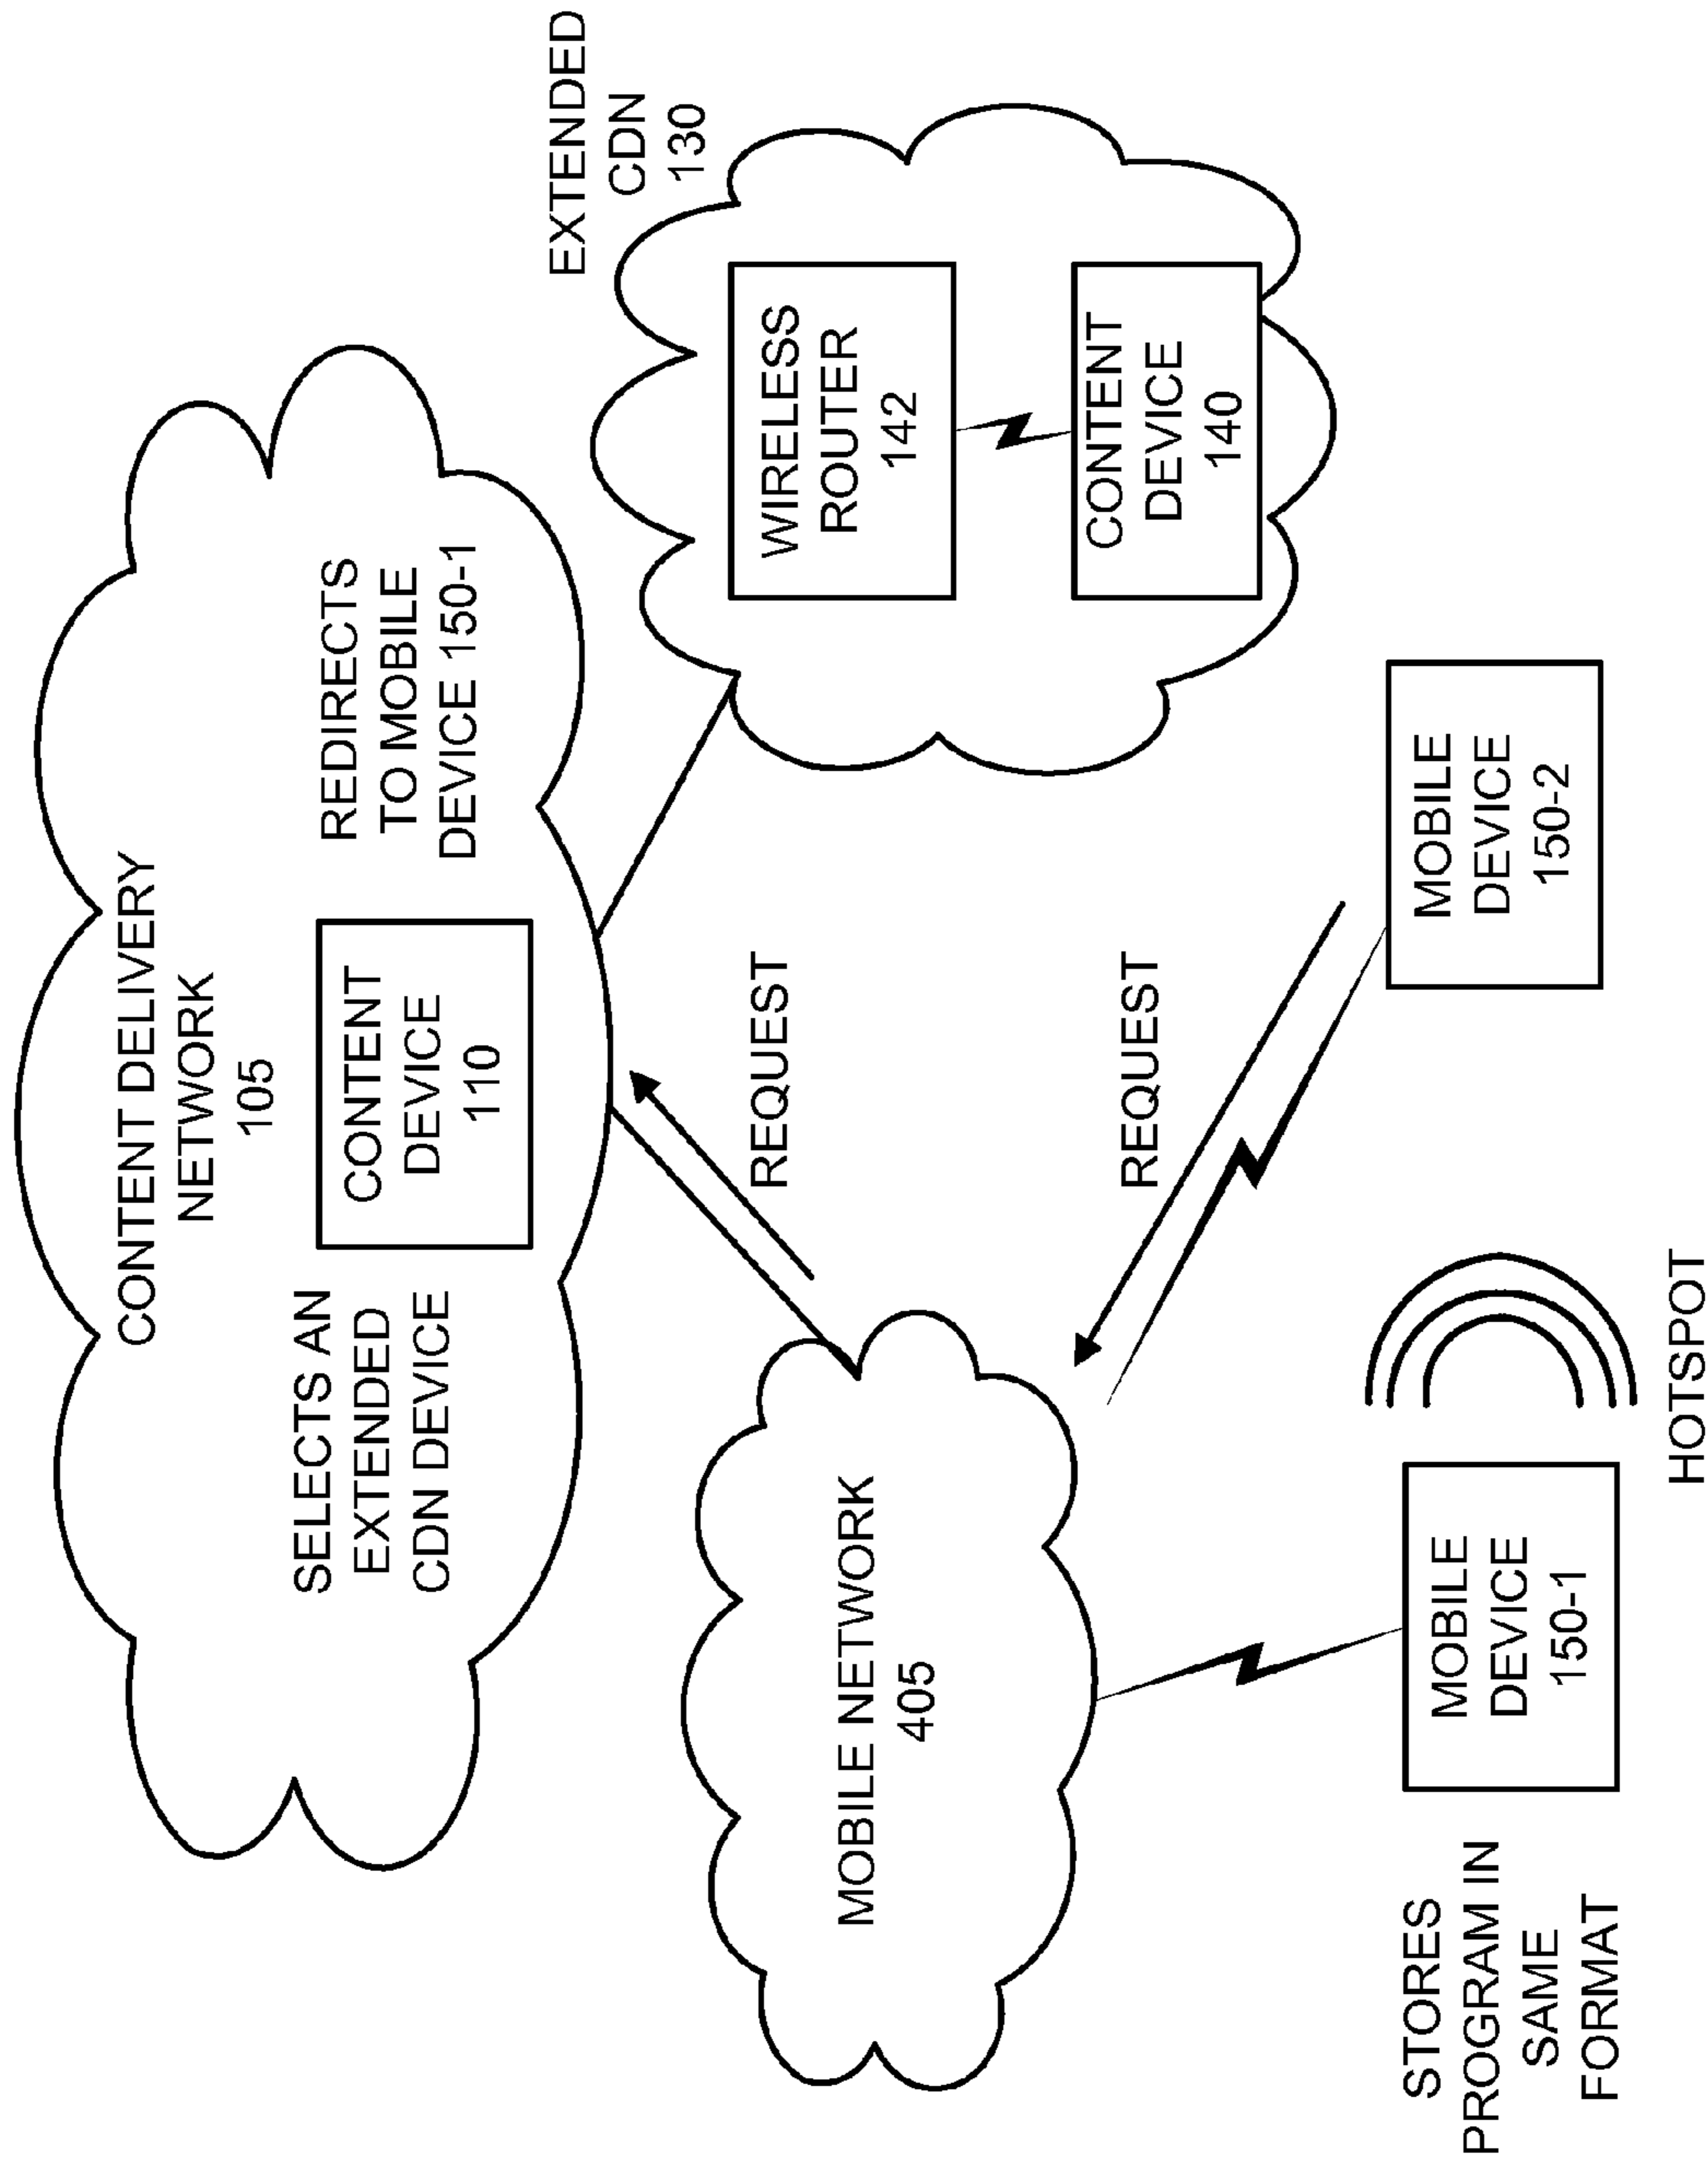 CONTENT DELIVERY
NETWORK
105
SELECTS AN
EXTENDED
CDN DEVICE
CONTENT
DEVICE
110
REDIRECTS
TO MOBILE
DEVICE 150-1
EXTENDED
CDN
130
MOBILE NETWORK
405
REQUEST
WIRELESS
ROUTER
142
CONTENT
DEVICE
140
REQUEST
STORES
PROGRAM IN
SAME
FORMAT
MOBILE
DEVICE
150-1
HOTSPOT
MOBILE
DEVICE
150-2